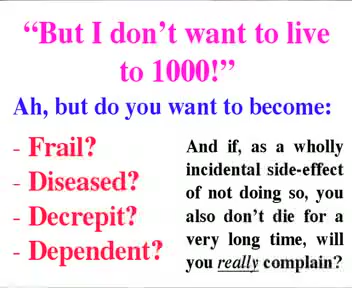 “But I don’t want to live
to 1000!”
Ah, but do you want to become:
- Frail?
- Diseased?
- Decrepit?
- Dependent?
And if, as a wholly
incidental side-effect
of not doing so, you
also don’t die for a
very long time, will
you really complain?